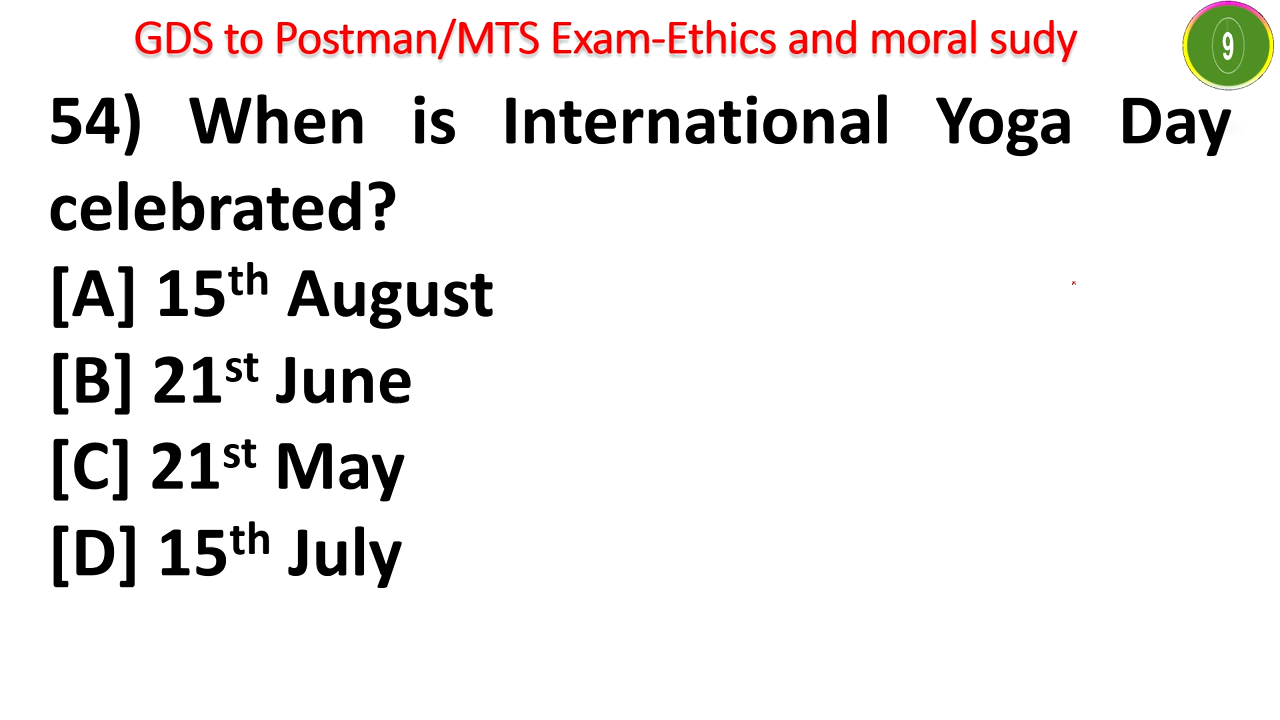 GDS to Postman/MTS Exam-Ethics and moral sudy
9
54) When is International Yoga Day
celebrated?
[A] 15th August
[B] 21st June
[C] 21st May
[D] 15th July